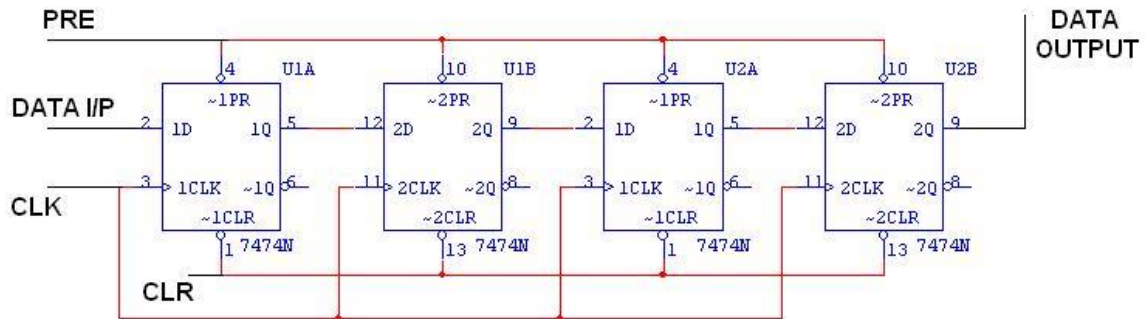 PRE
DATA
OUTPUT
4 U1A
10 U1B
4 U2A
10 U2B
~1PR
~2PR
~1PR
~2PR
DATA I/P
2 1D 1Q 5
12 2D 2Q 9
2 1D 1Q 5
12 2D 2Q 9
CLK
3 1CLK ~1Q 6
11 2CLK ~2Q 8
3 1CLK ~1Q 6
11 2CLK ~2Q 8
~1CLR
~2CLR
~1CLR
~2CLR
1 7474N
13 7474N
1 7474N
13 7474N
CLR